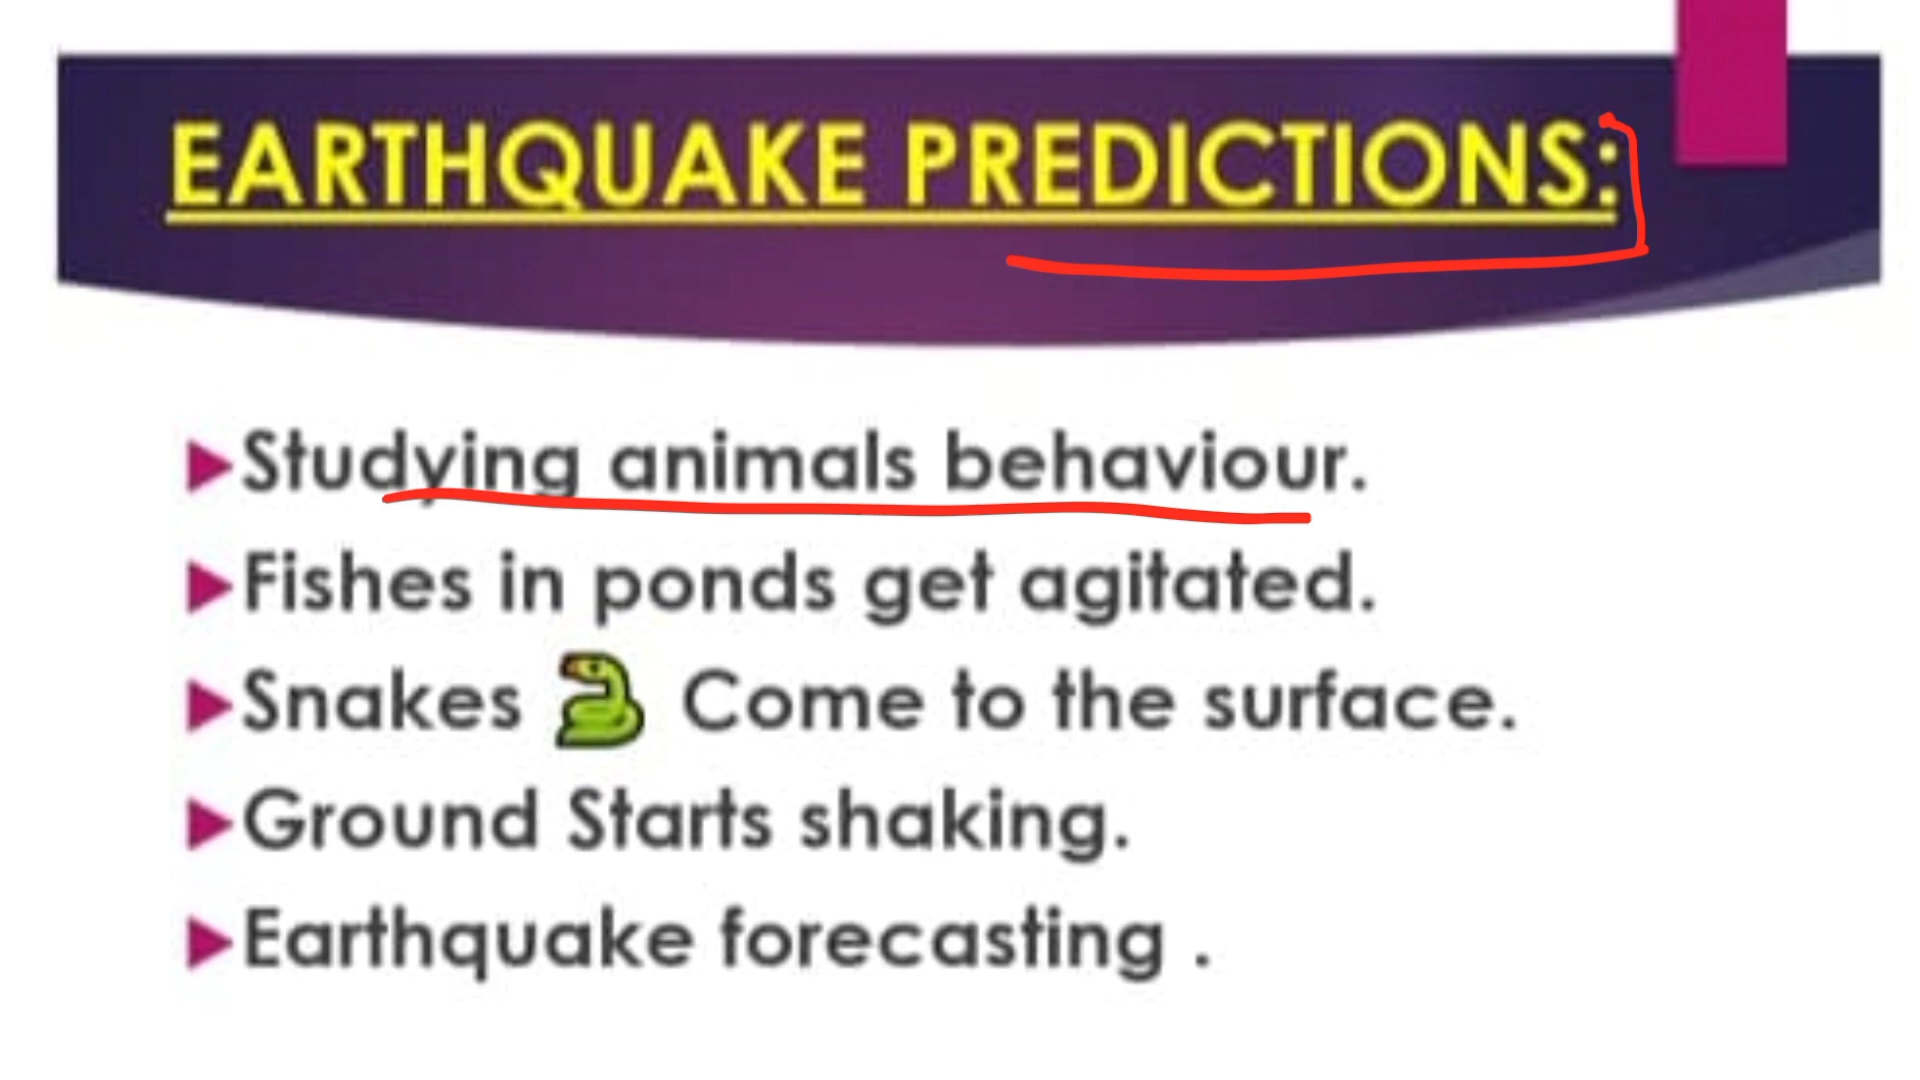 EARTHQUAKE PREDICTIONS:
Studying animals behaviour.
Fishes in ponds get agitated.
Snakes 🐍 Come to the surface.
Ground Starts shaking.
Earthquake forecasting .